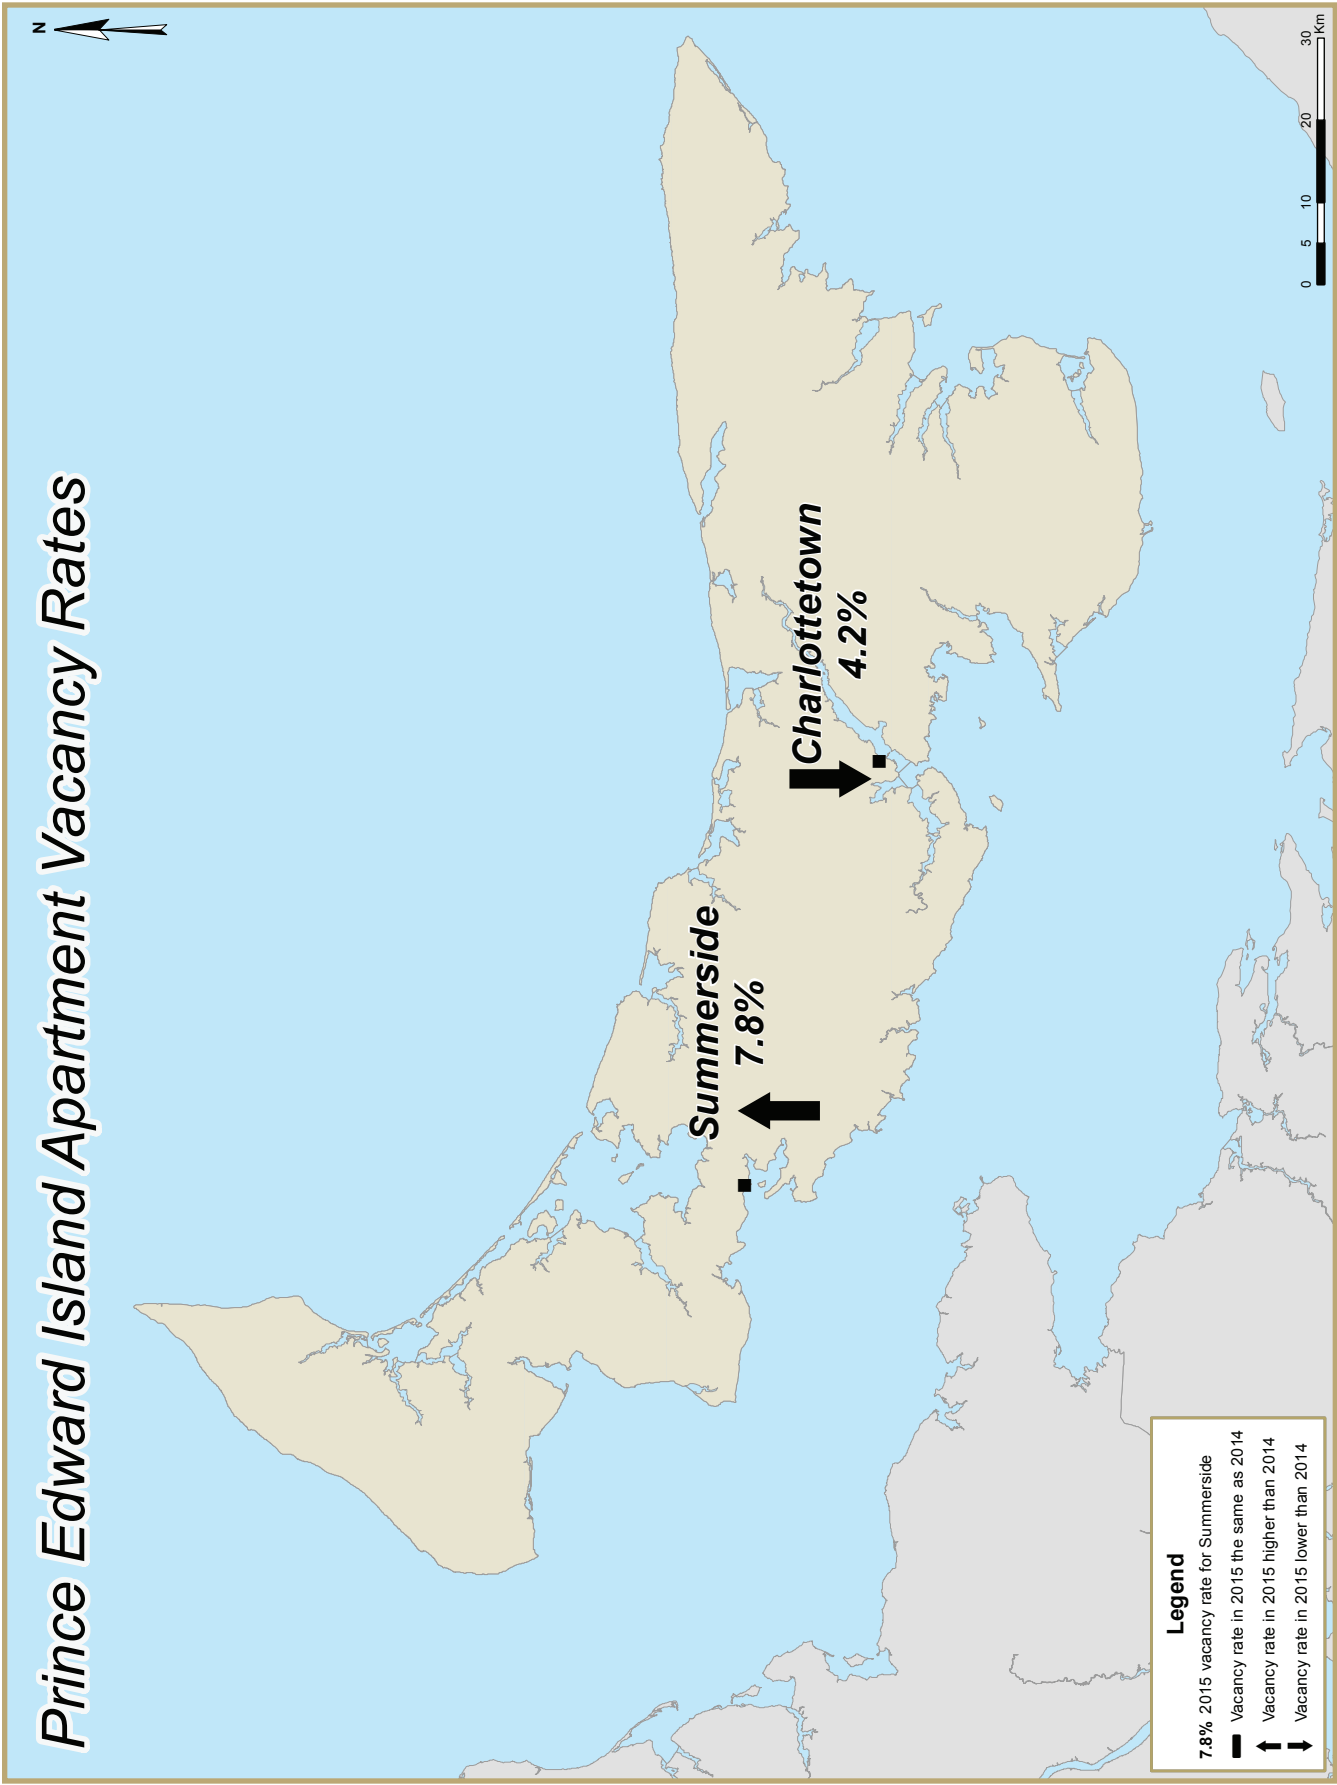 Prince Edward Island Apartment Vacancy Rates
N
Summerside
7.8%
Charlottetown
4.2%
Legend
7.8% 2015 vacancy rate for Summerside
Vacancy rate in 2015 the same as 2014
Vacancy rate in 2015 higher than 2014
Vacancy rate in 2015 lower than 2014
0 5 10 20 30
Km